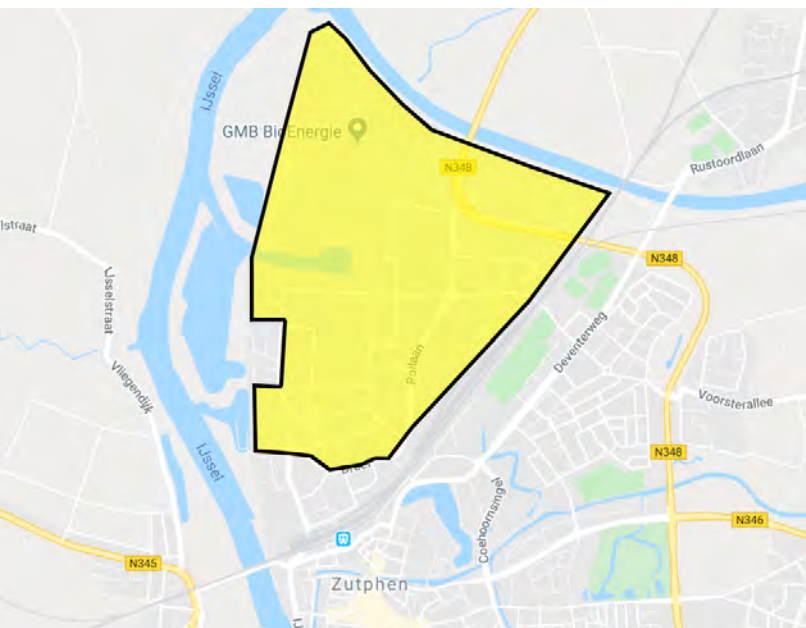 IJssel
GMB BioEnergie
N348
Rustoordlaan
lstraat
N348
IJsselstraat
Pollaan
Deventerweg
Vliegendijk
Voorsterallee
N348
IJssel
Coehoornsingel
N346
N345
Zutphen